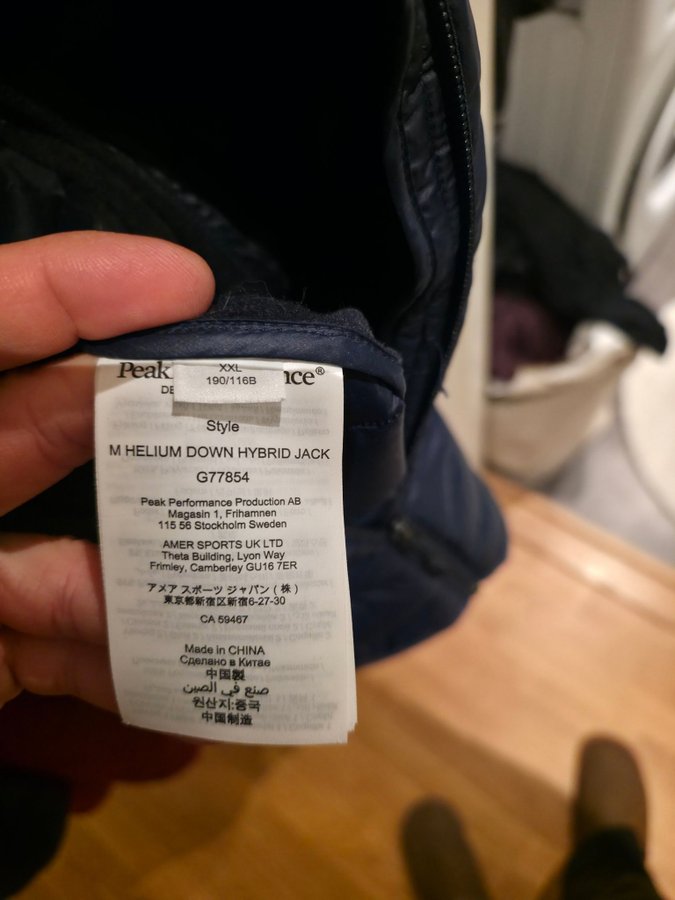 Peak nce®
XXL
190/116B
DE
Style
M HELIUM DOWN HYBRID JACK
G77854
Peak Performance Production AB
Magasin 1, Frihamnen
115 56 Stockholm Sweden
AMER SPORTS UK LTD
Theta Building, Lyon Way
Frimley, Camberley GU16 7ER
アメア スポーツ ジャパン ( 株 )
東京都新宿区新宿6-27-30
CA 59467
Made in CHINA
Сделано в Китае
中国製
صنع في الصين
원산지:중국
中国制造